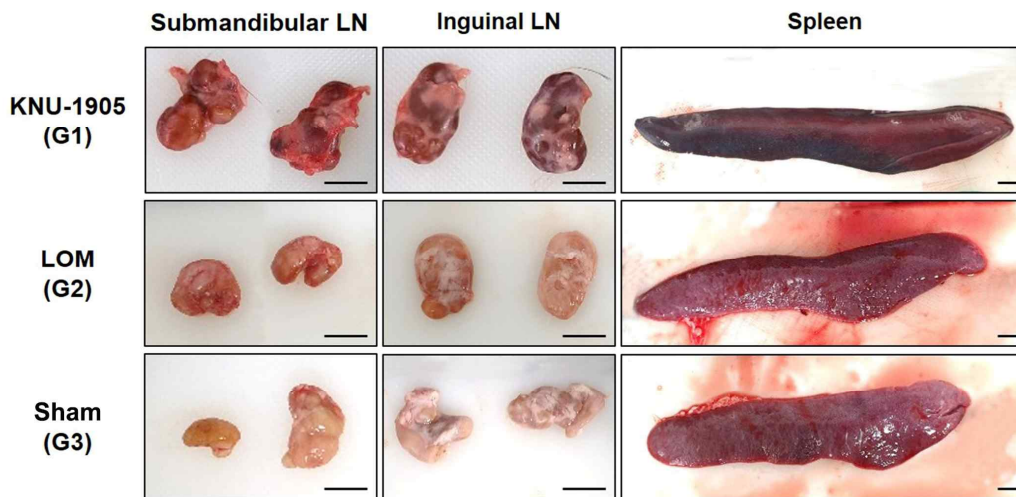 Submandibular LN
Inguinal LN
Spleen
KNU-1905
(G1)
LOM
(G2)
Sham
(G3)